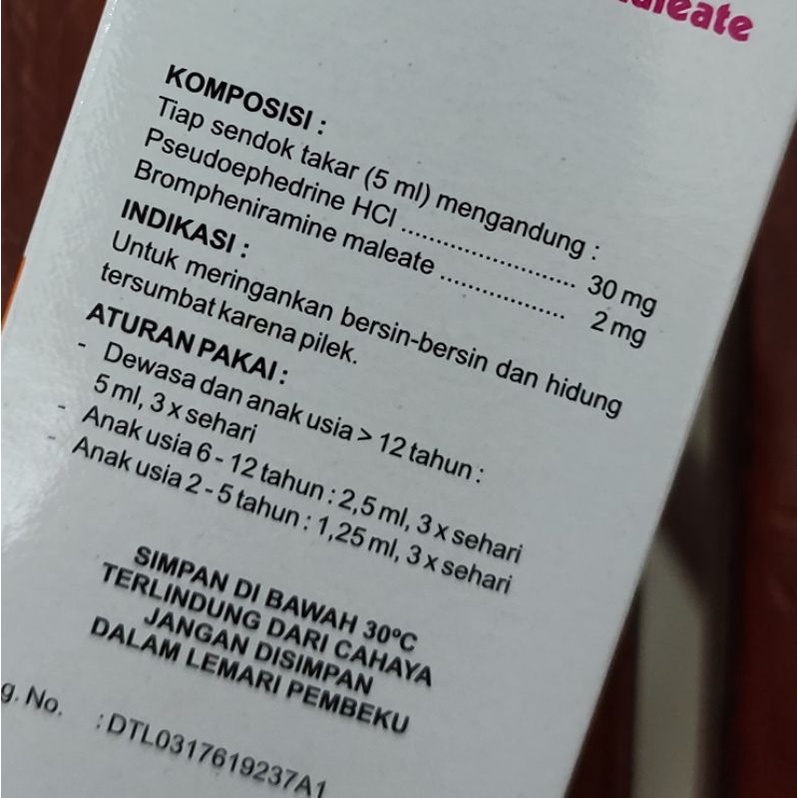 KOMPOSISI :
Tiap sendok takar (5 ml) mengandung :
Pseudoephedrine HCl ........................ 30 mg
Brompheniramine maleate ................. 2 mg
INDIKASI :
Untuk meringankan bersin-bersin dan hidung
tersumbat karena pilek.
ATURAN PAKAI :
- Dewasa dan anak usia > 12 tahun :
5 ml, 3 x sehari
- Anak usia 6 - 12 tahun : 2,5 ml, 3 x sehari
- Anak usia 2 - 5 tahun : 1,25 ml, 3 x sehari
SIMPAN DI BAWAH 30ºC
TERLINDUNG DARI CAHAYA
JANGAN DISIMPAN
DALAM LEMARI PEMBEKU
g. No. : DTL0317619237A1